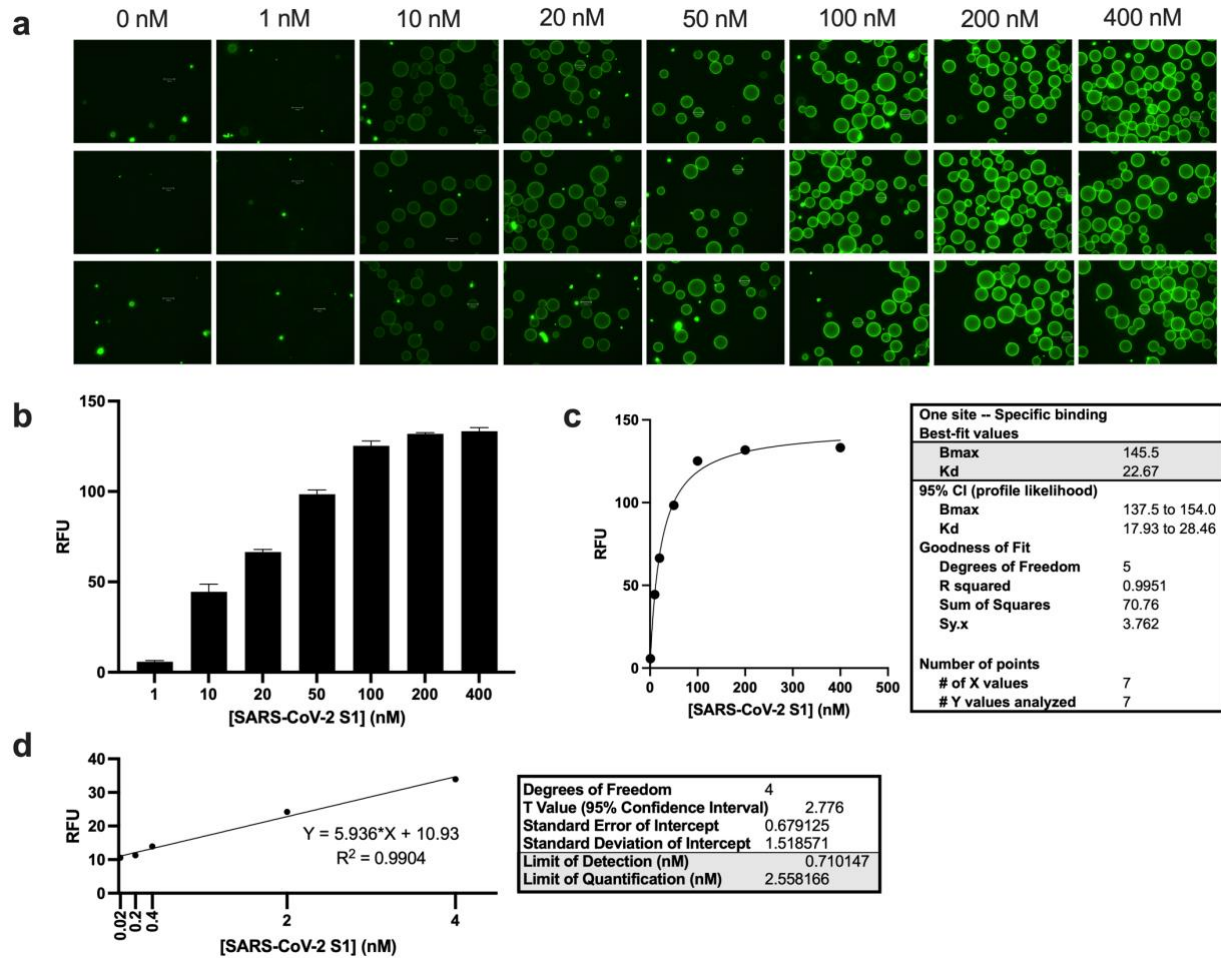 a
0 nM 1 nM 10 nM 20 nM 50 nM 100 nM 200 nM 400 nM
b
150
100
50
0
RFU
1 10 20 50 100 200 400
[SARS-CoV-2 S1] (nM)
c
150
100
50
0
RFU
0 100 200 300 400 500
[SARS-CoV-2 S1] (nM)
One site -- Specific binding
Best-fit values
Bmax 145.5
Kd 22.67
95% CI (profile likelihood)
Bmax 137.5 to 154.0
Kd 17.93 to 28.46
Goodness of Fit
Degrees of Freedom 5
R squared 0.9951
Sum of Squares 70.76
Sy.x 3.762
Number of points
# of X values 7
# Y values analyzed 7
d
40
30
20
10
0
RFU
Y = 5.936*X + 10.93
R² = 0.9904
0.02 0.2 0.4 2 4
[SARS-CoV-2 S1] (nM)
Degrees of Freedom 4
T Value (95% Confidence Interval) 2.776
Standard Error of Intercept 0.679125
Standard Deviation of Intercept 1.518571
Limit of Detection (nM) 0.710147
Limit of Quantification (nM) 2.558166